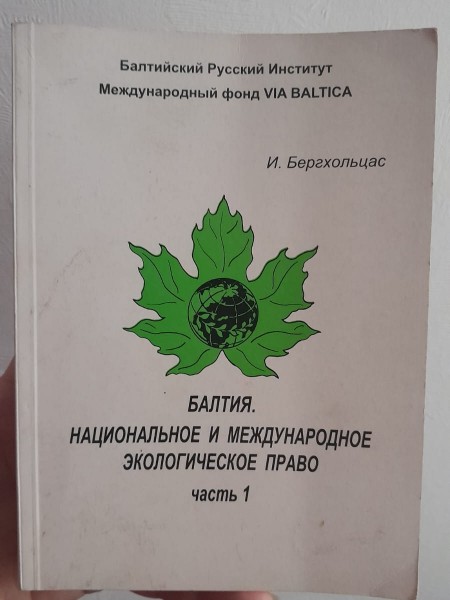 Балтийский Русский Институт
Международный фонд VIA BALTICA
И. Бергхольцас
БАЛТИЯ.
НАЦИОНАЛЬНОЕ И МЕЖДУНАРОДНОЕ
ЭКОЛОГИЧЕСКОЕ ПРАВО
часть 1